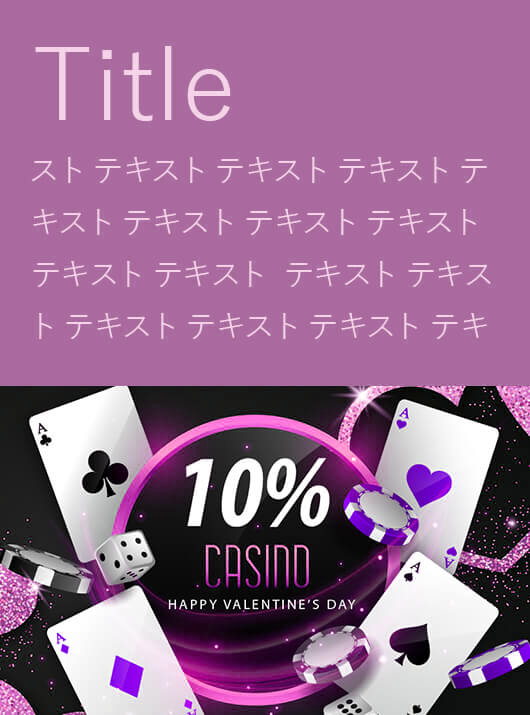 Title
スト テキスト テキスト テキスト テ
キスト テキスト テキスト テキスト
テキスト テキスト  テキスト テキス
ト テキスト テキスト テキスト テキ
A
A
10%
CASINO
HAPPY VALENTINE'S DAY
A
A
A
A